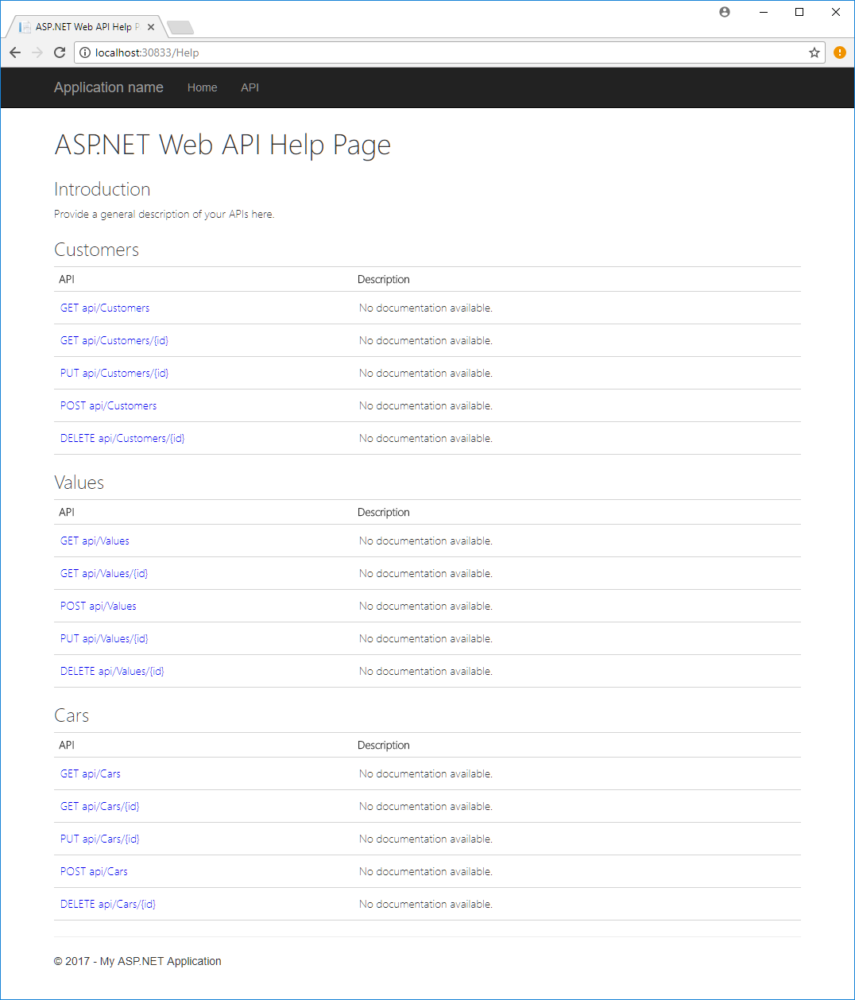 ASP.NET Web API Help P
localhost:30833/Help
Application name Home API
ASP.NET Web API Help Page
Introduction
Provide a general description of your APIs here.
Customers
API Description
GET api/Customers No documentation available.
GET api/Customers/{id} No documentation available.
PUT api/Customers/{id} No documentation available.
POST api/Customers No documentation available.
DELETE api/Customers/{id} No documentation available.
Values
API Description
GET api/Values No documentation available.
GET api/Values/{id} No documentation available.
POST api/Values No documentation available.
PUT api/Values/{id} No documentation available.
DELETE api/Values/{id} No documentation available.
Cars
API Description
GET api/Cars No documentation available.
GET api/Cars/{id} No documentation available.
PUT api/Cars/{id} No documentation available.
POST api/Cars No documentation available.
DELETE api/Cars/{id} No documentation available.
© 2017 - My ASP.NET Application